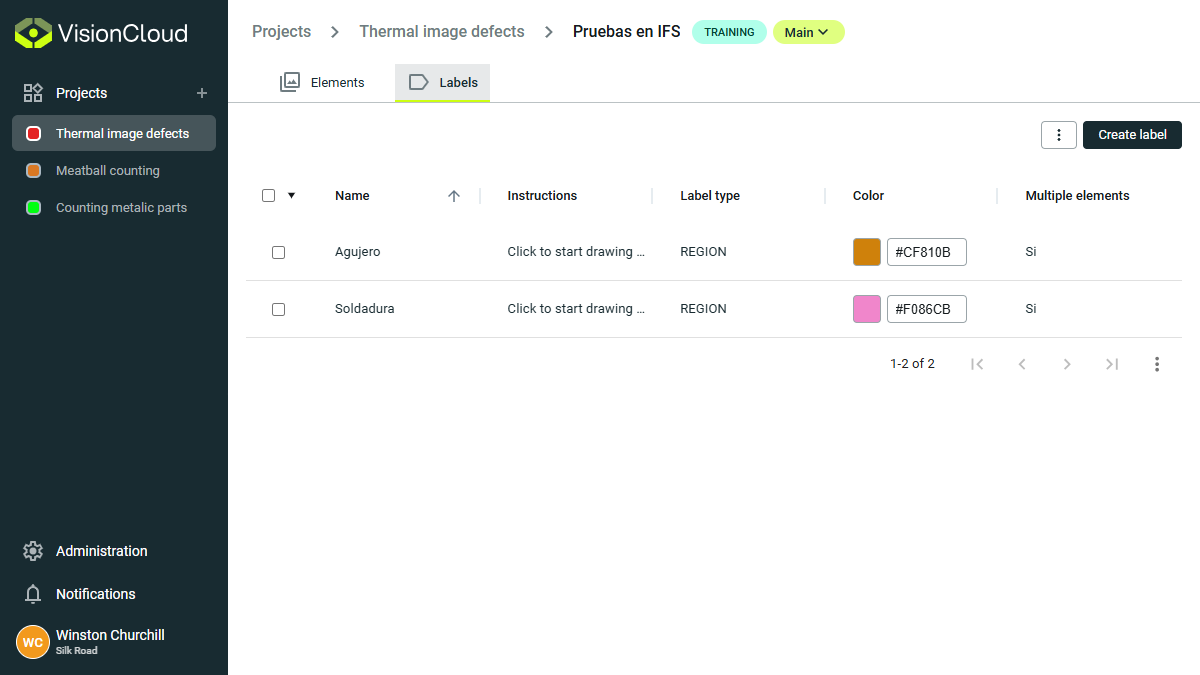 VisionCloud
Projects
Thermal image defects
Meatball counting
Counting metalic parts
Administration
Notifications
WC
Winston Churchill
Silk Road
Projects > Thermal image defects > Pruebas en IFS TRAINING Main
Elements Labels
Create label
Name Instructions Label type Color Multiple elements
Agujero Click to start drawing ... REGION #CF810B Si
Soldadura Click to start drawing ... REGION #F086CB Si
1-2 of 2